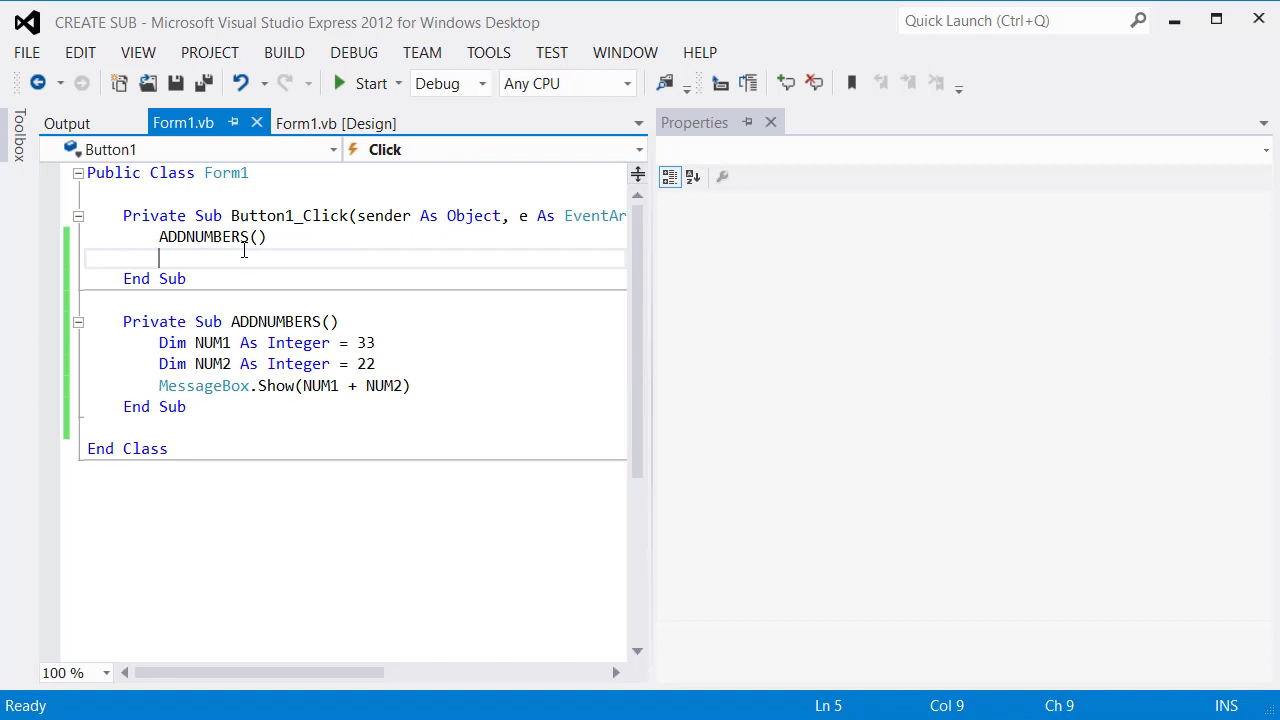 CREATE SUB - Microsoft Visual Studio Express 2012 for Windows Desktop
Quick Launch (Ctrl+Q)
FILE EDIT VIEW PROJECT BUILD DEBUG TEAM TOOLS TEST WINDOW HELP
Start Debug Any CPU
Toolbox
Output Form1.vb Form1.vb [Design]
Properties
Button1 Click
Public Class Form1
Private Sub Button1_Click(sender As Object, e As EventAr
ADDNUMBERS()
End Sub
Private Sub ADDNUMBERS()
Dim NUM1 As Integer = 33
Dim NUM2 As Integer = 22
MessageBox.Show(NUM1 + NUM2)
End Sub
End Class
100 %
Ready Ln 5 Col 9 Ch 9 INS